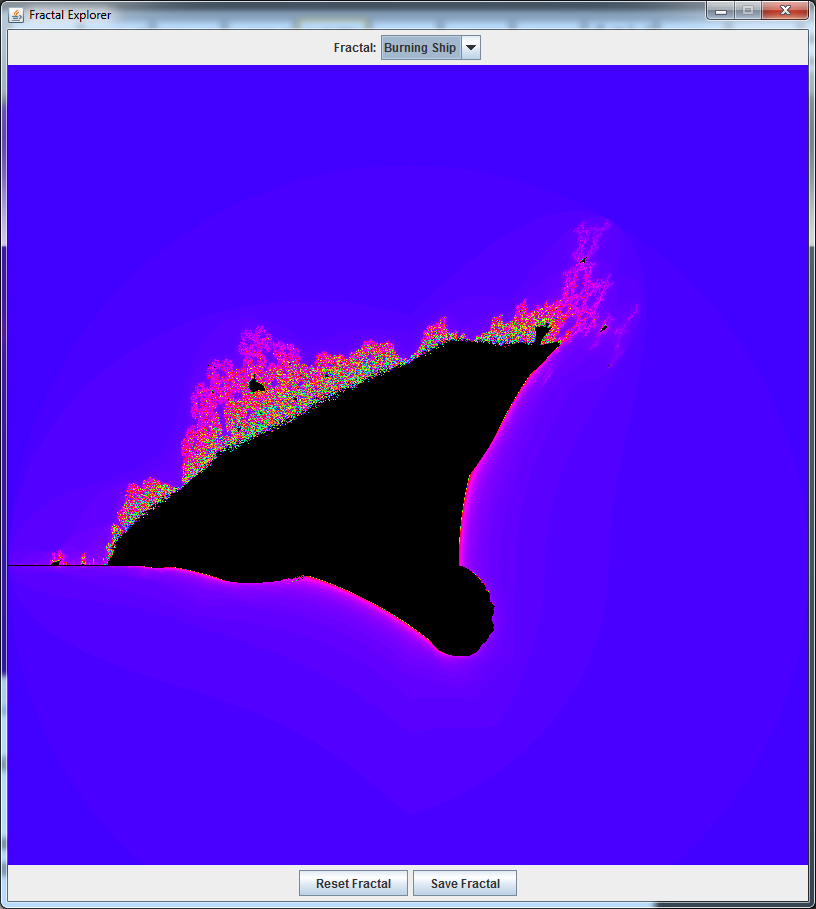 Fractal Explorer
Fractal: Burning Ship
Reset Fractal Save Fractal